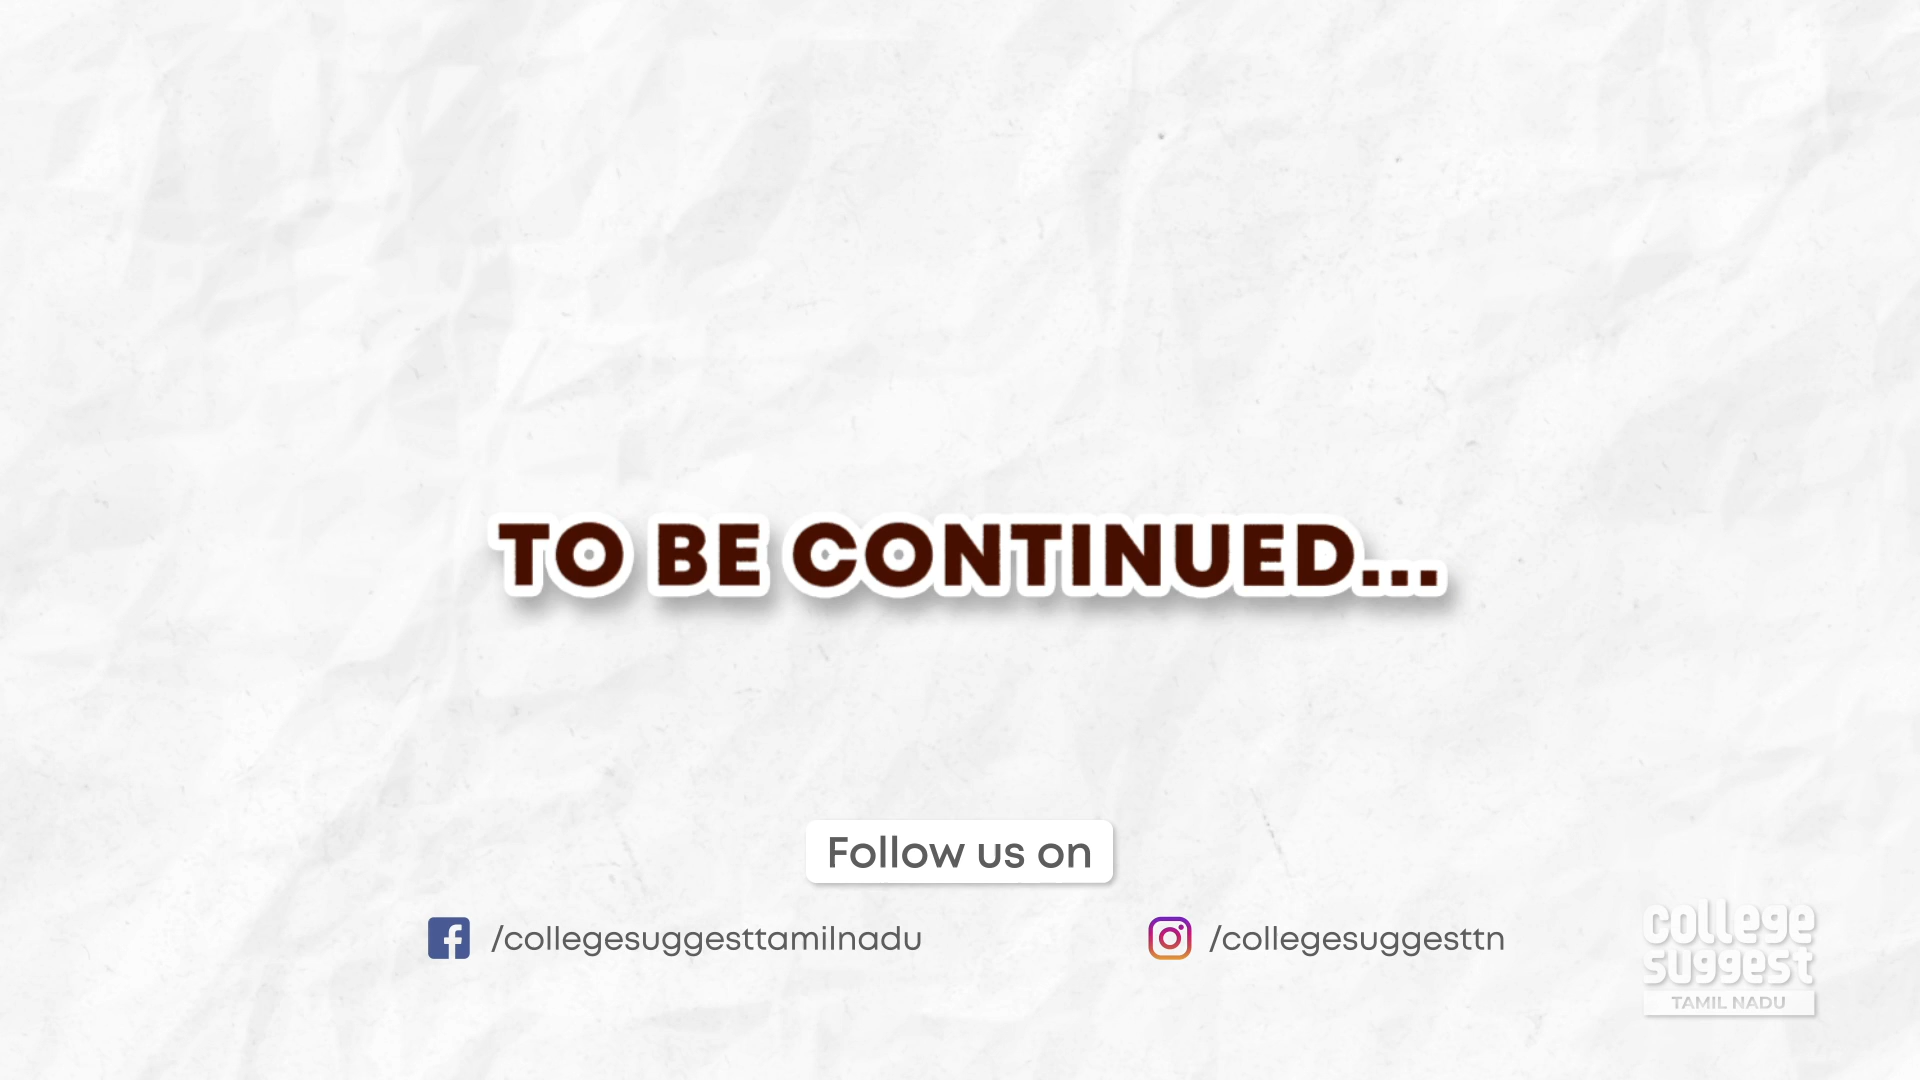 TO BE CONTINUED...
Follow us on
/collegesuggesttamilnadu
/collegesuggesttn
college
suggest
TAMIL NADU